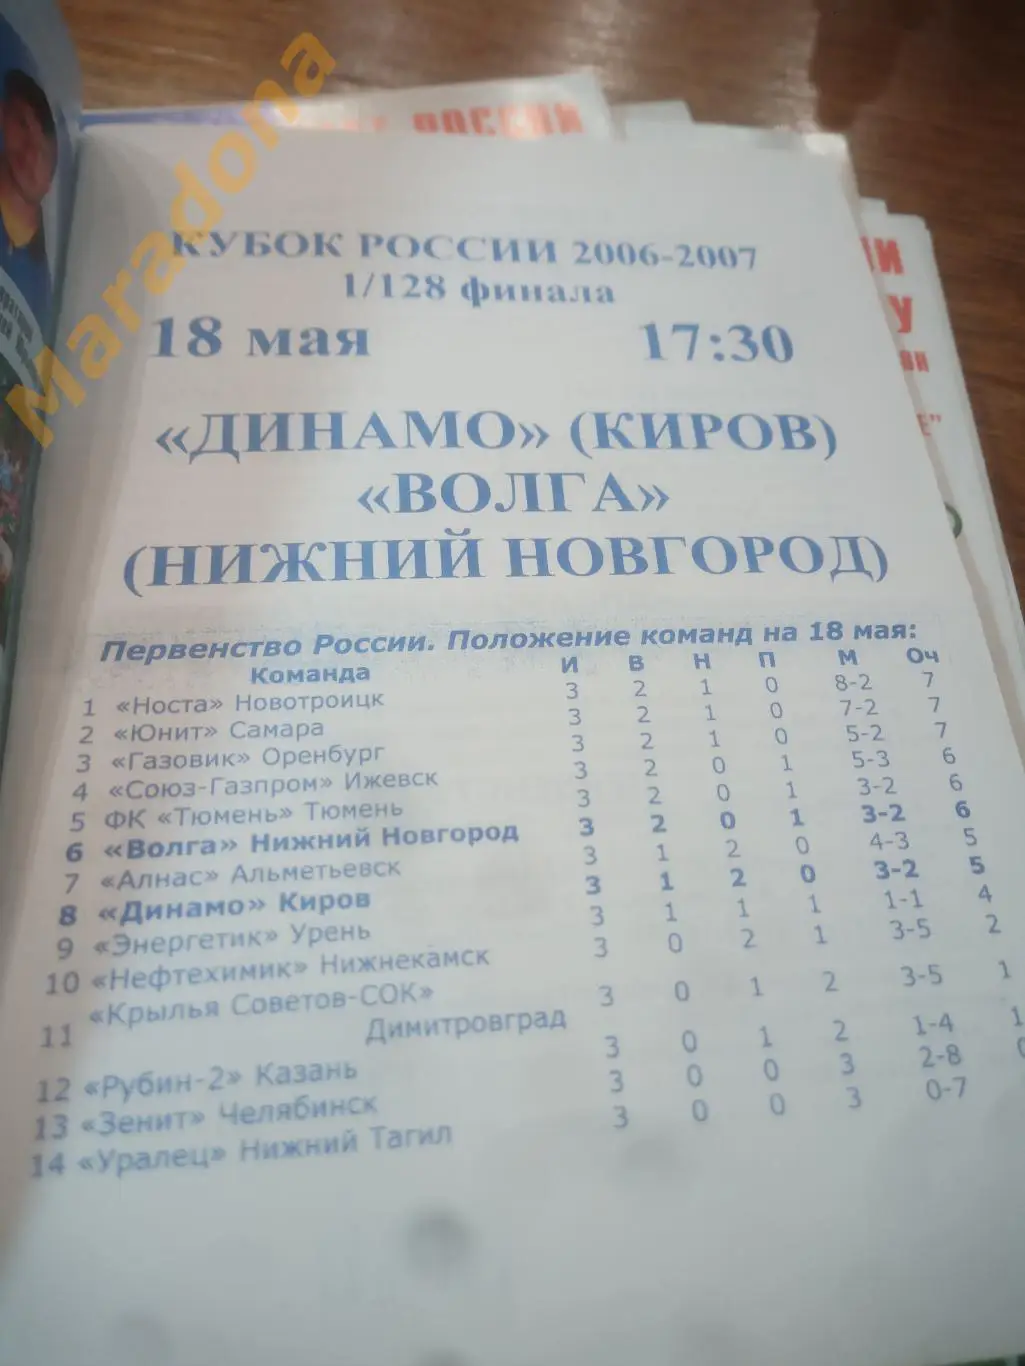 Maradona
РОССИИ
КУБОК РОССИИ 2006-2007
1/128 финала
18 мая 17:30
«ДИНАМО» (КИРОВ)
«ВОЛГА»
(НИЖНИЙ НОВГОРОД)
Первенство России. Положение команд на 18 мая:
Команда И В Н П М Оч
1 «Носта» Новотроицк 3 2 1 0 8-2 7
2 «Юнит» Самара 3 2 1 0 7-2 7
3 «Газовик» Оренбург 3 2 1 0 5-2 7
4 «Союз-Газпром» Ижевск 3 2 0 1 5-3 6
5 ФК «Тюмень» Тюмень 3 2 0 1 3-2 6
6 «Волга» Нижний Новгород 3 2 0 1 3-2 6
7 «Алнас» Альметьевск 3 1 2 0 4-3 5
8 «Динамо» Киров 3 1 2 0 3-2 5
9 «Энергетик» Урень 3 1 1 1 1-1 4
10 «Нефтехимик» Нижнекамск 3 0 2 1 3-5 2
«Крылья Советов-СОК»
11 Димитровград 3 0 1 2 3-5 1
12 «Рубин-2» Казань 3 0 1 2 1-4 1
13 «Зенит» Челябинск 3 0 0 3 2-8 0
14 «Уралец» Нижний Тагил 3 0 0 3 0-7